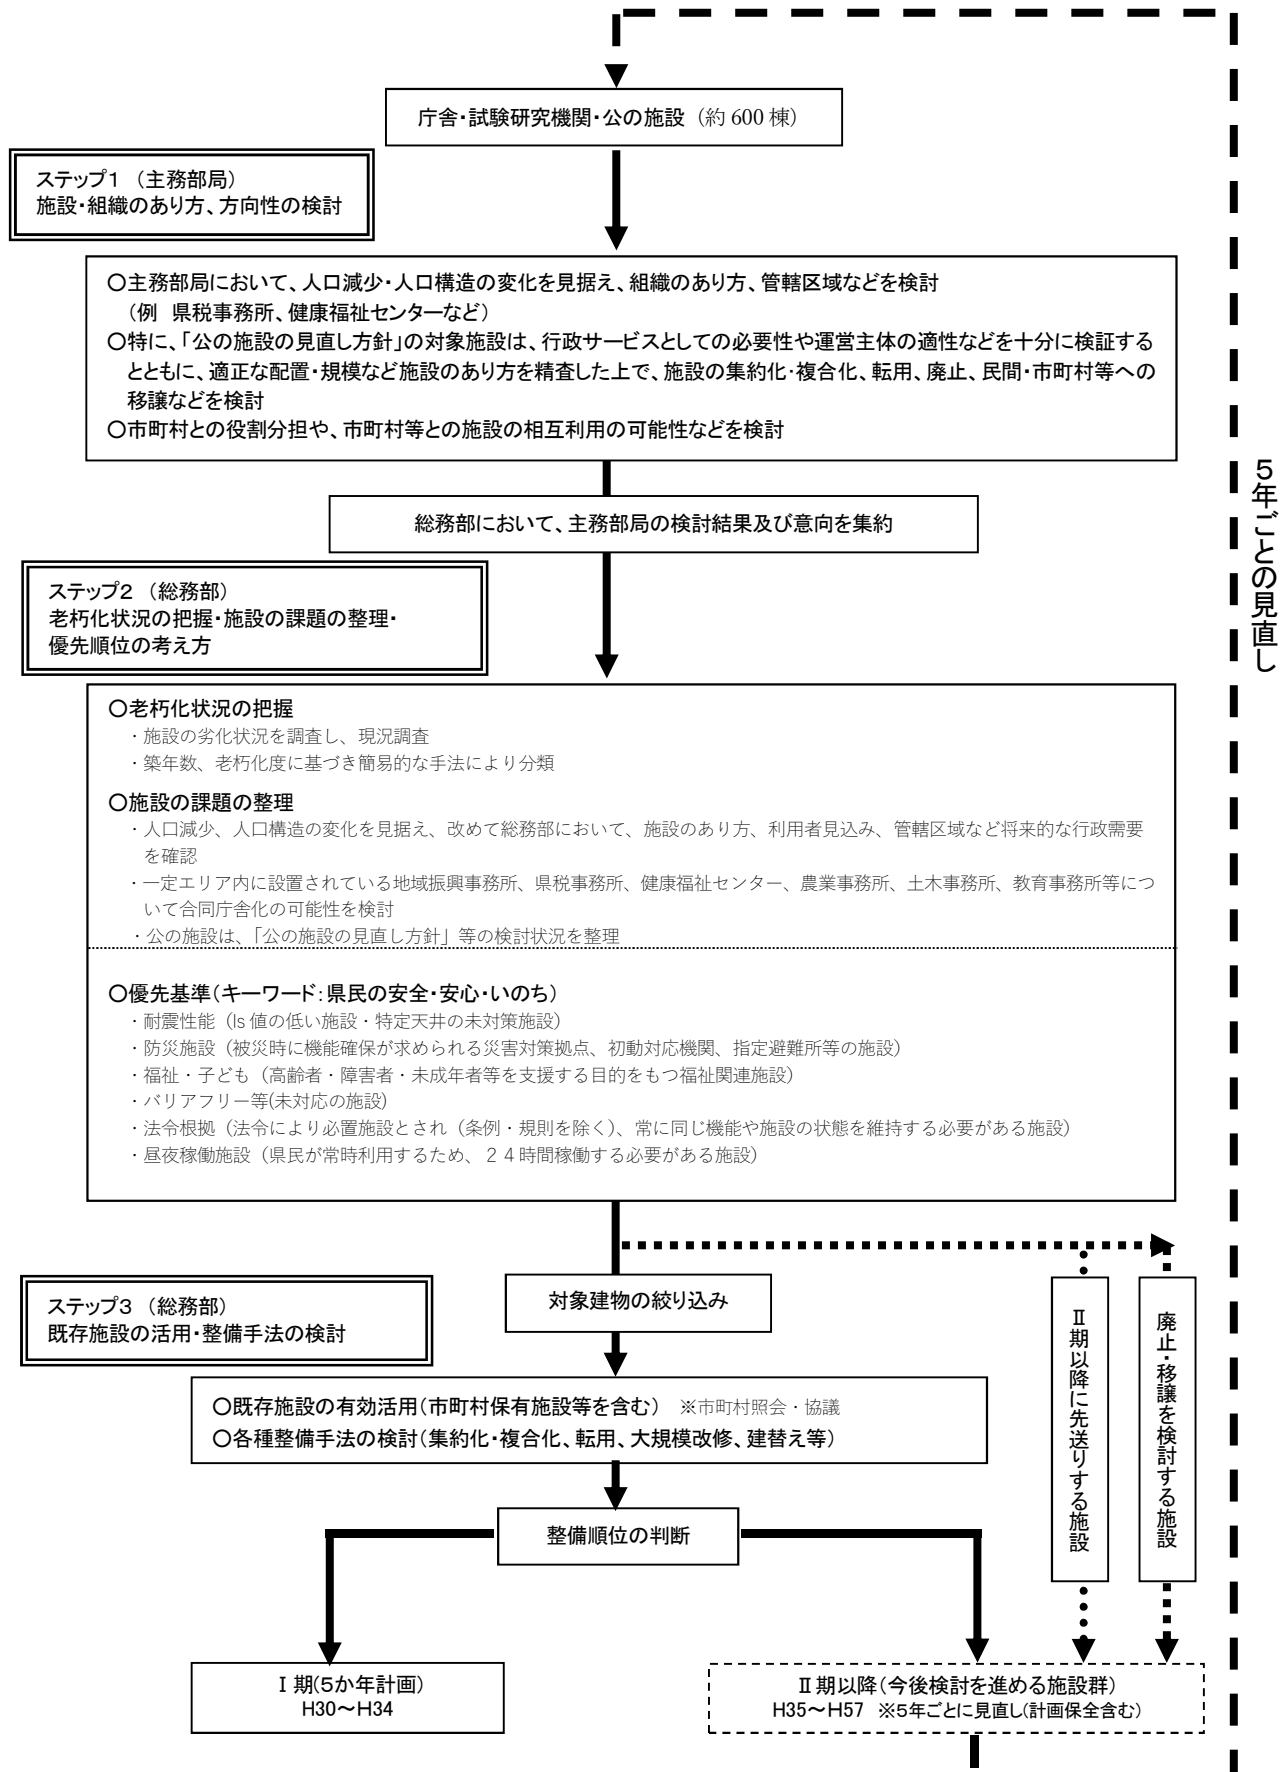 庁舎・試験研究機関・公の施設（約 600 棟）
ステップ１（主務部局）
施設・組織のあり方、方向性の検討
○主務部局において、人口減少・人口構造の変化を見据え、組織のあり方、管轄区域などを検討
（例　県税事務所、健康福祉センターなど）
○特に、「公の施設の見直し方針」の対象施設は、行政サービスとしての必要性や運営主体の適性などを十分に検証する
とともに、適正な配置・規模など施設のあり方を精査した上で、施設の集約化・複合化、転用、廃止、民間・市町村等への
移譲などを検討
○市町村との役割分担や、市町村等との施設の相互利用の可能性などを検討
総務部において、主務部局の検討結果及び意向を集約
ステップ２（総務部）
老朽化状況の把握・施設の課題の整理・
優先順位の考え方
○老朽化状況の把握
・施設の劣化状況を調査し、現況調査
・築年数、老朽化度に基づき簡易的な手法により分類
○施設の課題の整理
・人口減少、人口構造の変化を見据え、改めて総務部において、施設のあり方、利用者見込み、管轄区域など将来的な行政需要
を確認
・一定エリア内に設置されている地域振興事務所、県税事務所、健康福祉センター、農業事務所、土木事務所、教育事務所等につ
いて合同庁舎化の可能性を検討
・公の施設は、「公の施設の見直し方針」等の検討状況を整理
○優先基準（キーワード：県民の安全・安心・いのち）
・耐震性能（Is 値の低い施設・特定天井の未対策施設）
・防災施設（被災時に機能確保が求められる災害対策拠点、初動対応機関、指定避難所等の施設）
・福祉・子ども（高齢者・障害者・未成年者等を支援する目的をもつ福祉関連施設）
・バリアフリー等(未対応の施設)
・法令根拠（法令により必置施設とされ（条例・規則を除く）、常に同じ機能や施設の状態を維持する必要がある施設）
・昼夜稼働施設（県民が常時利用するため、２４時間稼働する必要がある施設）
ステップ３（総務部）
既存施設の活用・整備手法の検討
対象建物の絞り込み
○既存施設の有効活用（市町村保有施設等を含む）　※市町村照会・協議
○各種整備手法の検討（集約化・複合化、転用、大規模改修、建替え等）
整備順位の判断
Ⅱ期以降に先送りする施設
廃止・移譲を検討する施設
Ⅰ期(５か年計画)
H30～H34
Ⅱ期以降（今後検討を進める施設群）
H35～H57　※５年ごとに見直し(計画保全含む)
５年ごとの見直し